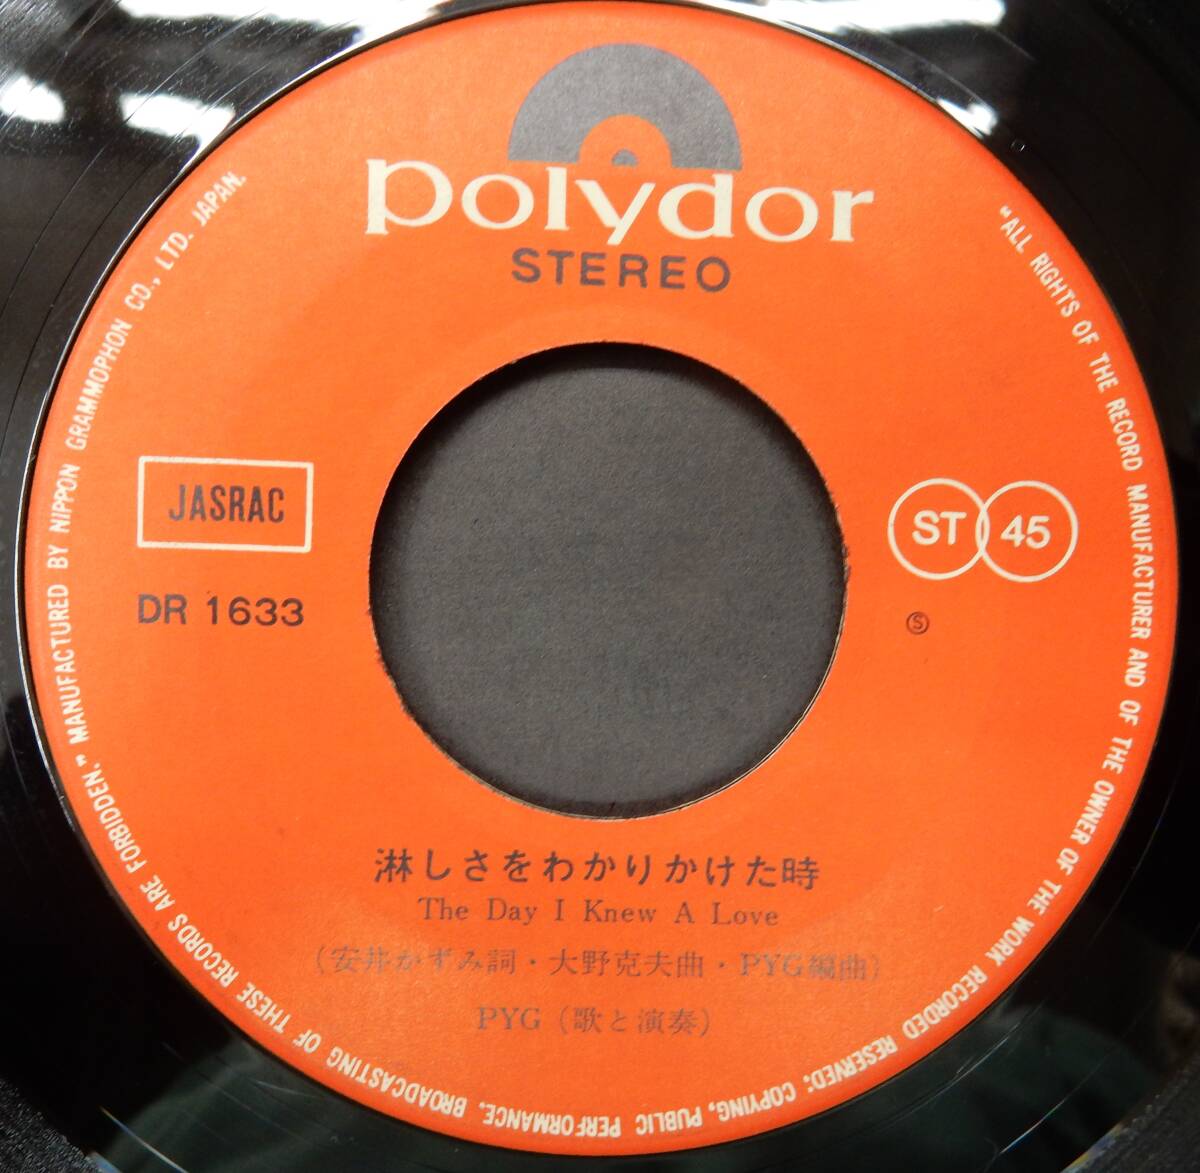 polydor
STEREO
JASRAC
DR 1633
ST 45
Ⓢ
淋しさをわかりかけた時
The Day I Knew A Love
(安井かずみ詞・大野克夫曲・PYG編曲)
PYG (歌と演奏)
"ALL RIGHTS OF THE RECORD MANUFACTURER AND OF THE OWNER OF THE WORK RECORDED RESERVED: COPYING, PUBLIC PERFORMANCE, BROADCASTING OF THESE RECORDS ARE FORBIDDEN." MANUFACTURED BY NIPPON GRAMMOPHON CO., LTD. JAPAN.